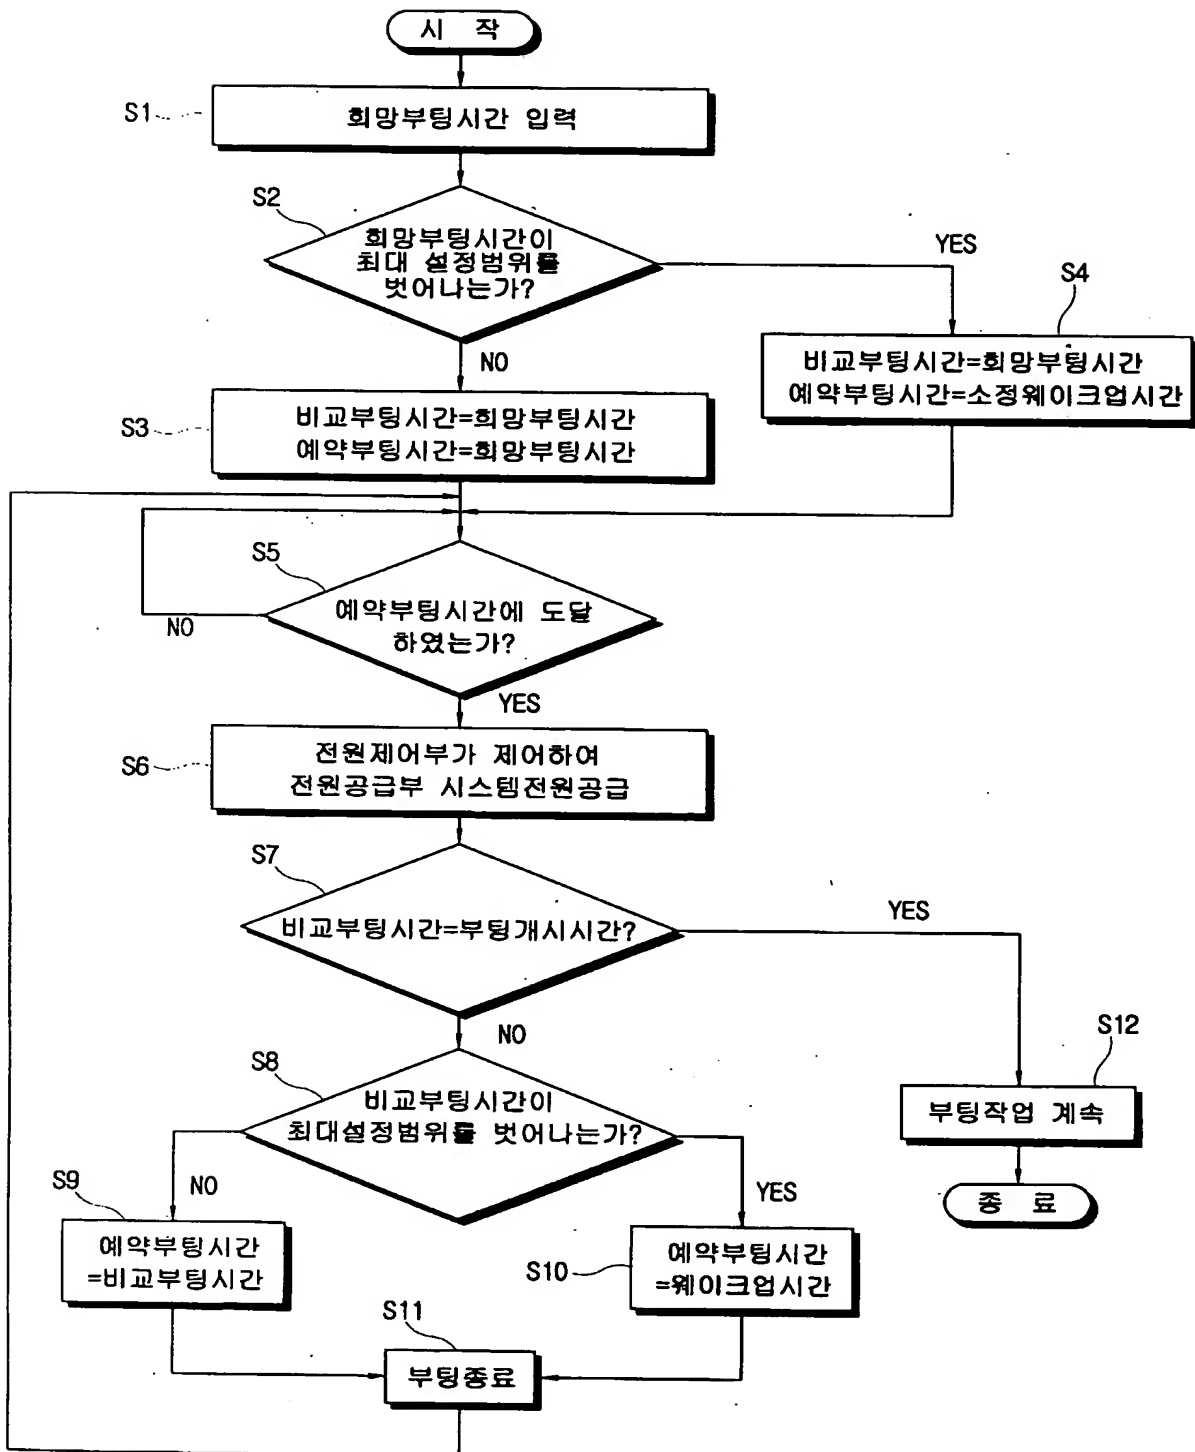 시 작
S1
희망부팅시간 입력
S2
희망부팅시간이
최대 설정범위를
벗어나는가?
YES
S4
비교부팅시간=희망부팅시간
예약부팅시간=소정웨이크업시간
NO
S3
비교부팅시간=희망부팅시간
예약부팅시간=희망부팅시간
S5
예약부팅시간에 도달
하였는가?
NO
YES
S6
전원제어부가 제어하여
전원공급부 시스템전원공급
S7
비교부팅시간=부팅개시시간?
YES
NO
S12
부팅작업 계속
종 료
S8
비교부팅시간이
최대설정범위를 벗어나는가?
NO
YES
S9
예약부팅시간
=비교부팅시간
S10
예약부팅시간
=웨이크업시간
S11
부팅종료